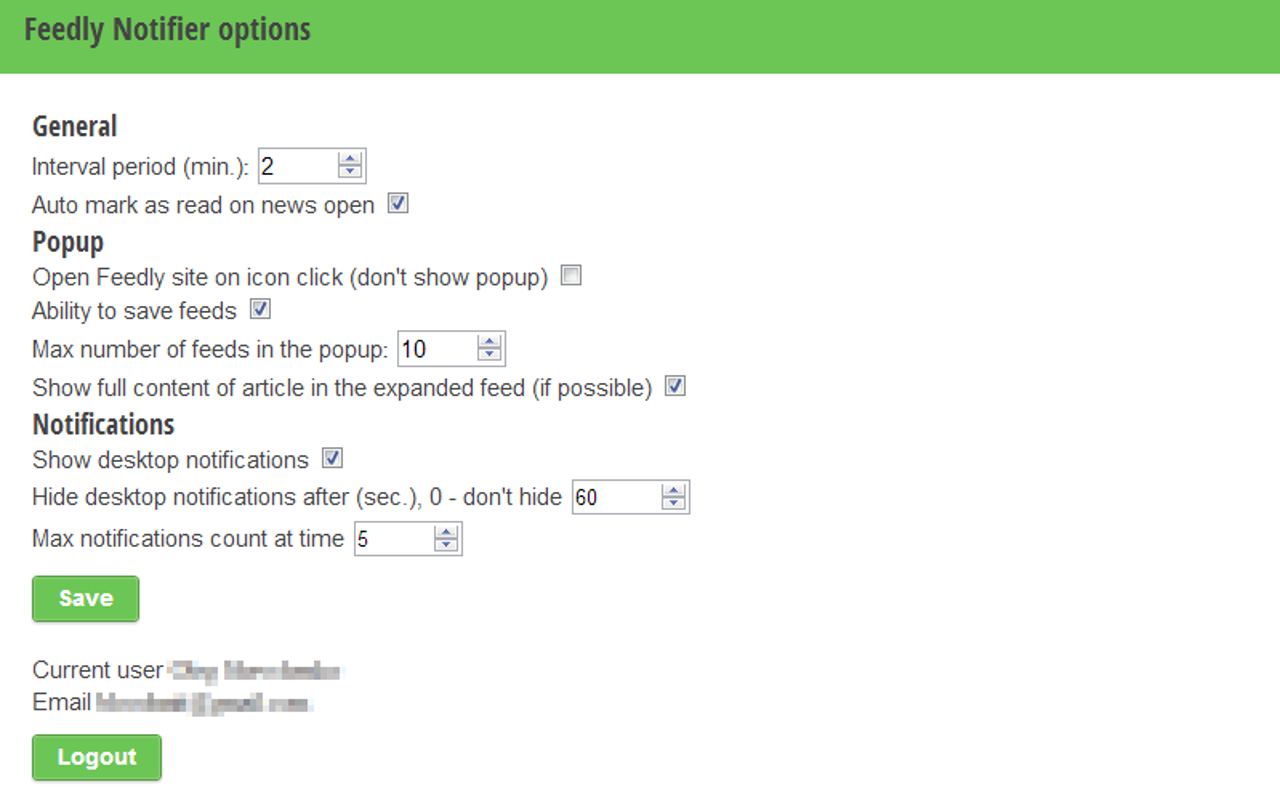 Feedly Notifier options
General
Interval period (min.): 2
Auto mark as read on news open
Popup
Open Feedly site on icon click (don't show popup)
Ability to save feeds
Max number of feeds in the popup: 10
Show full content of article in the expanded feed (if possible)
Notifications
Show desktop notifications
Hide desktop notifications after (sec.), 0 - don't hide 60
Max notifications count at time 5
Save
Current user
Email
Logout